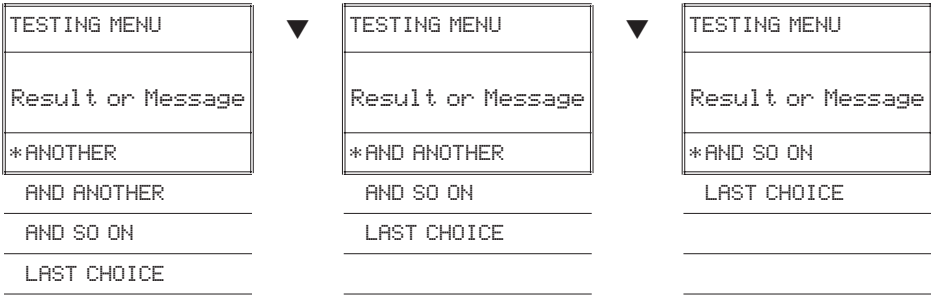 TESTING MENU
Result or Message
*ANOTHER
AND ANOTHER
AND SO ON
LAST CHOICE
▼
TESTING MENU
Result or Message
*AND ANOTHER
AND SO ON
LAST CHOICE
▼
TESTING MENU
Result or Message
*AND SO ON
LAST CHOICE